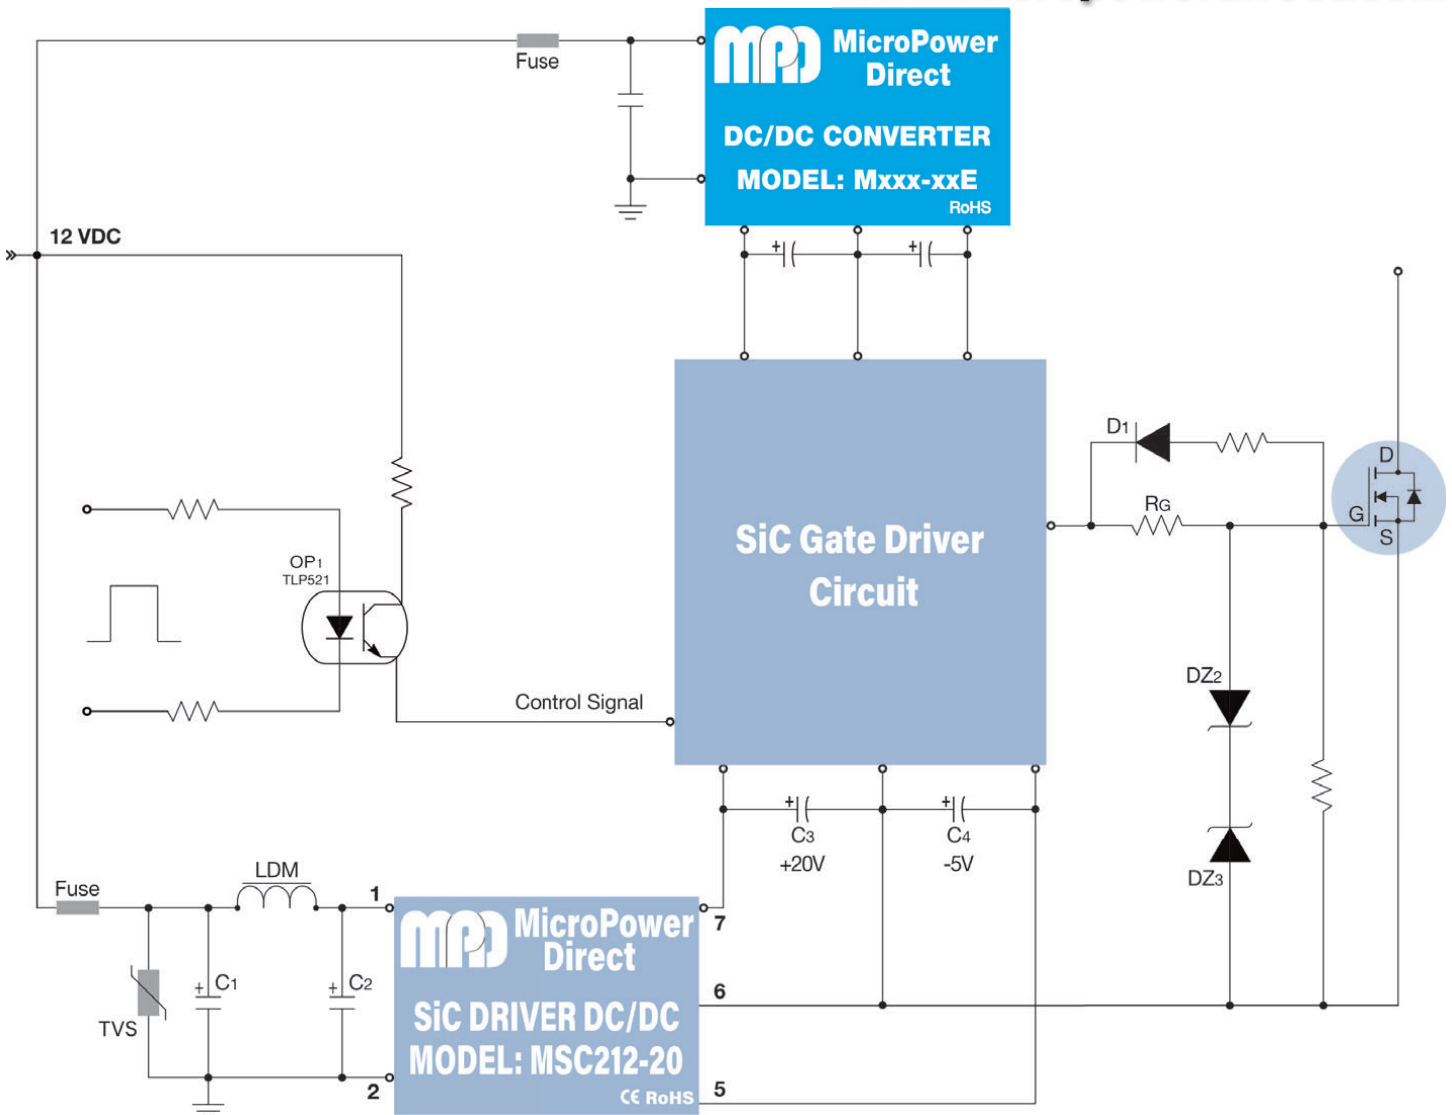 MPD MicroPower
Direct
Fuse
DC/DC CONVERTER
MODEL: Mxxx-xxE
RoHS
12 VDC
D1
D
RG
G
S
SiC Gate Driver
Circuit
OP1
TLP521
DZ2
Control Signal
C3
+20V
C4
-5V
DZ3
LDM
Fuse
1
7
MPD MicroPower
Direct
C1
C2
6
TVS
SiC DRIVER DC/DC
MODEL: MSC212-20
2
5
CE RoHS